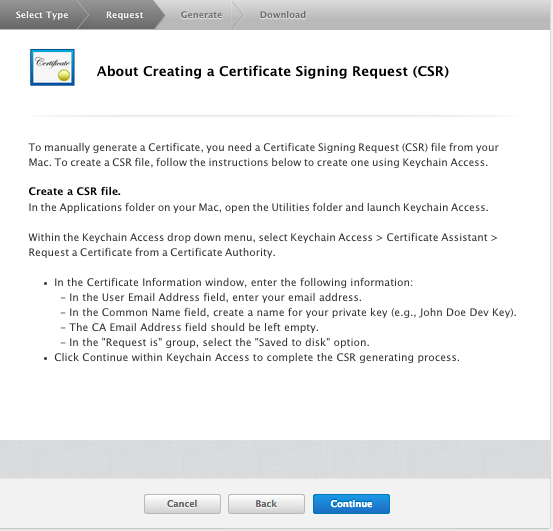 Select Type
Request
Generate
Download
Certificate
About Creating a Certificate Signing Request (CSR)
To manually generate a Certificate, you need a Certificate Signing Request (CSR) file from your
Mac. To create a CSR file, follow the instructions below to create one using Keychain Access.
Create a CSR file.
In the Applications folder on your Mac, open the Utilities folder and launch Keychain Access.
Within the Keychain Access drop down menu, select Keychain Access > Certificate Assistant >
Request a Certificate from a Certificate Authority.
• In the Certificate Information window, enter the following information:
– In the User Email Address field, enter your email address.
– In the Common Name field, create a name for your private key (e.g., John Doe Dev Key).
– The CA Email Address field should be left empty.
– In the "Request is" group, select the "Saved to disk" option.
• Click Continue within Keychain Access to complete the CSR generating process.
Cancel
Back
Continue